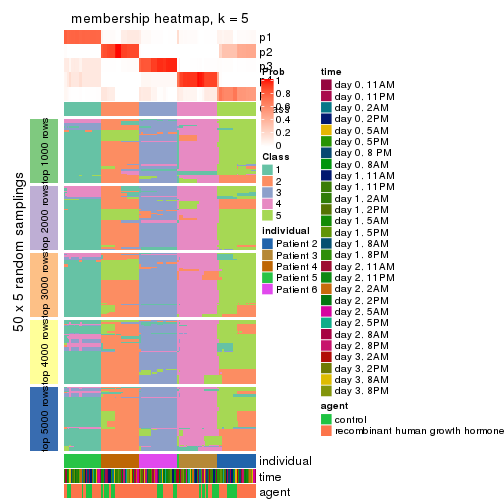 membership heatmap, k = 5
p1
p2
p3
Prob
1
0.8
0.6
0.4
0.2
0
Class
1
2
3
4
5
individual
Patient 2
Patient 3
Patient 4
Patient 5
Patient 6
time
day 0. 11AM
day 0. 11PM
day 0. 2AM
day 0. 2PM
day 0. 5AM
day 0. 5PM
day 0. 8 PM
day 0. 8AM
day 1. 11AM
day 1. 11PM
day 1. 2AM
day 1. 2PM
day 1. 5AM
day 1. 5PM
day 1. 8AM
day 1. 8PM
day 2. 11AM
day 2. 11PM
day 2. 2AM
day 2. 2PM
day 2. 5AM
day 2. 5PM
day 2. 8AM
day 2. 8PM
day 3. 2AM
day 3. 2PM
day 3. 8AM
day 3. 8PM
agent
control
recombinant human growth hormone
50 x 5 random samplings
top 1000 rows
top 2000 rows
top 3000 rows
top 4000 rows
top 5000 rows
individual
time
agent